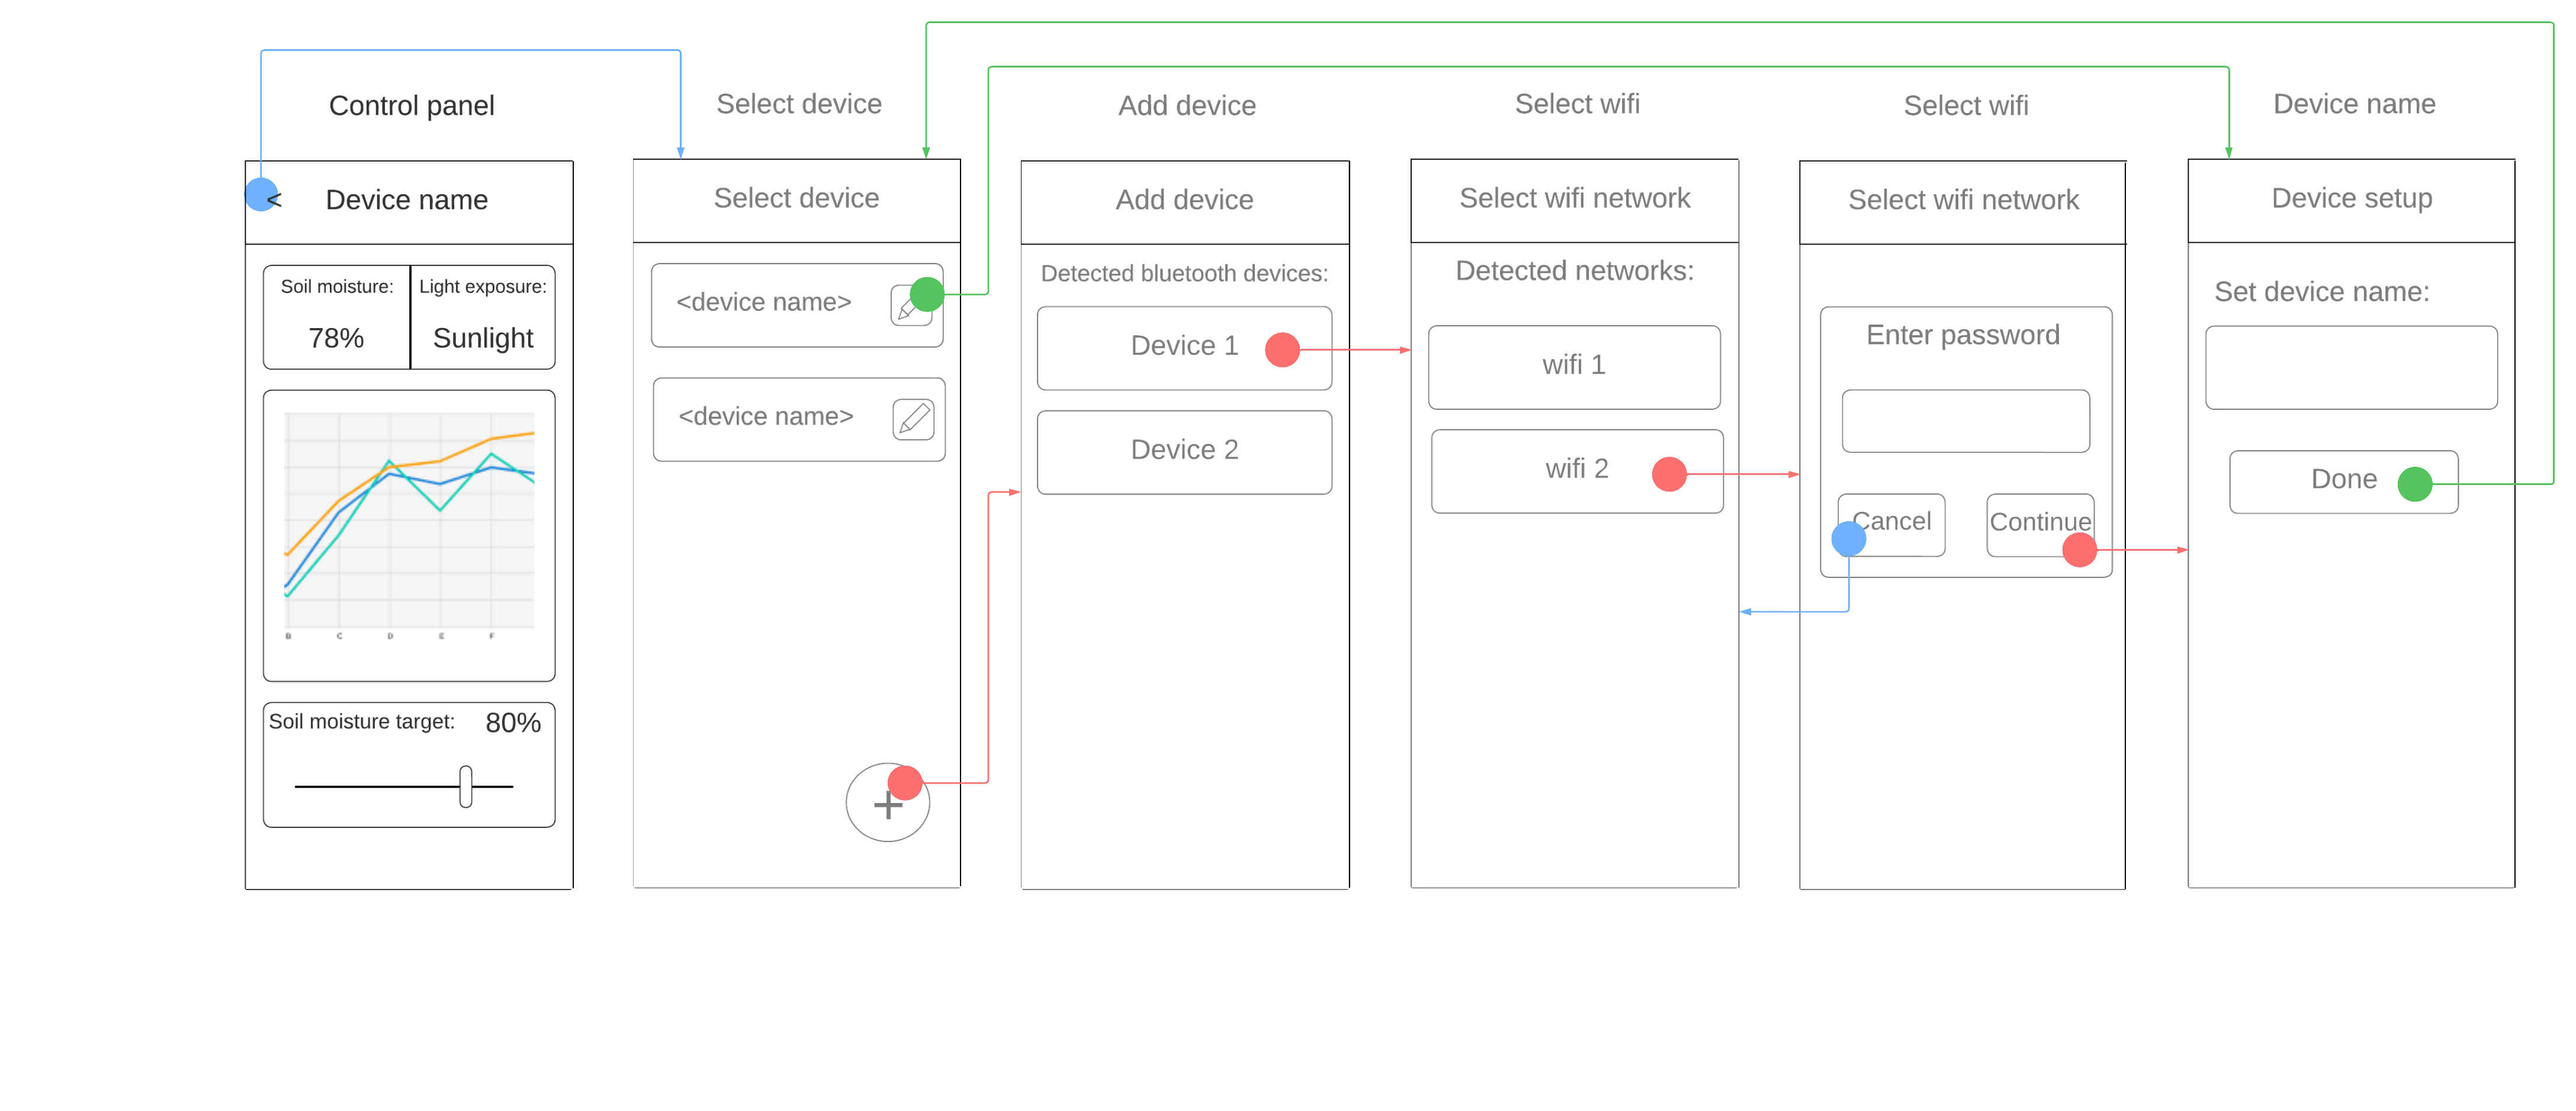 Control panel
Select device
Add device
Select wifi
Select wifi
Device name
< Device name
Soil moisture:
Light exposure:
78%
Sunlight
B C D E F
Soil moisture target: 80%
Select device
<device name>
<device name>
+
Add device
Detected bluetooth devices:
Device 1
Device 2
Select wifi network
Detected networks:
wifi 1
wifi 2
Select wifi network
Enter password
Cancel
Continue
Device setup
Set device name:
Done